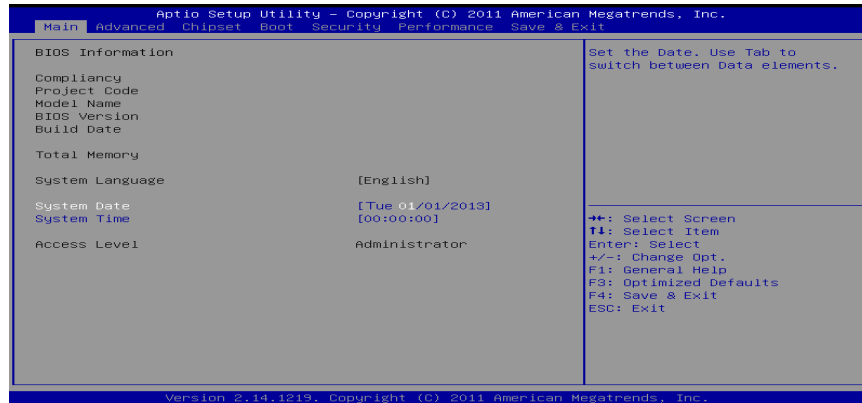 Aptio Setup Utility – Copyright (C) 2011 American Megatrends, Inc.
Main Advanced Chipset Boot Security Performance Save & Exit
BIOS Information
Compliancy
Project Code
Model Name
BIOS Version
Build Date
Total Memory
System Language [English]
System Date [Tue 01/01/2013]
System Time [00:00:00]
Access Level Administrator
Set the Date. Use Tab to
switch between Data elements.
→←: Select Screen
↑↓: Select Item
Enter: Select
+/-: Change Opt.
F1: General Help
F3: Optimized Defaults
F4: Save & Exit
ESC: Exit
Version 2.14.1219. Copyright (C) 2011 American Megatrends, Inc.